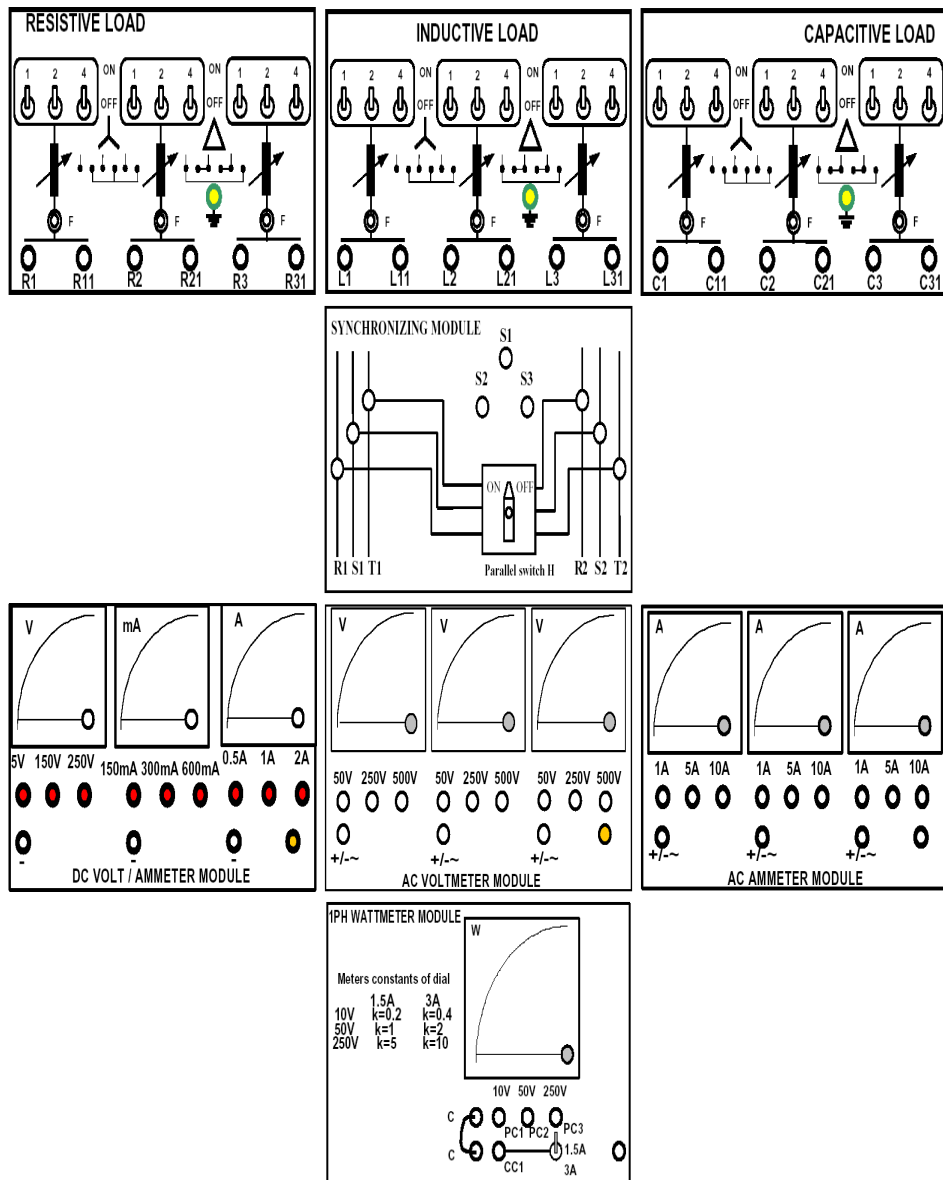 RESISTIVE LOAD
1 2 4 ON 1 2 4 ON 1 2 4
OFF OFF
F F
R1 R11 R2 R21 R3 R31
INDUCTIVE LOAD
1 2 4 ON 1 2 4 ON 1 2 4
OFF OFF
F F
L1 L11 L2 L21 L3 L31
CAPACITIVE LOAD
1 2 4 ON 1 2 4 ON 1 2 4
OFF OFF
F F
C1 C11 C2 C21 C3 C31
SYNCHRONIZING MODULE
S1
S2 S3
ON OFF
R1 S1 T1 Parallel switch H R2 S2 T2
V mA A
5V 150V 250V 150mA 300mA 600mA 0.5A 1A 2A
- - -
DC VOLT / AMMETER MODULE
V V V
50V 250V 500V 50V 250V 500V 50V 250V 500V
+/-~ +/-~ +/-~
AC VOLTMETER MODULE
A A A
1A 5A 10A 1A 5A 10A 1A 5A 10A
+/-~ +/-~ +/-~
AC AMMETER MODULE
1PH WATTMETER MODULE
W
Meters constants of dial
1.5A 3A
10V k=0.2 k=0.4
50V k=1 k=2
250V k=5 k=10
10V 50V 250V
C
PC1 PC2 PC3
C 1.5A
CC1 3A